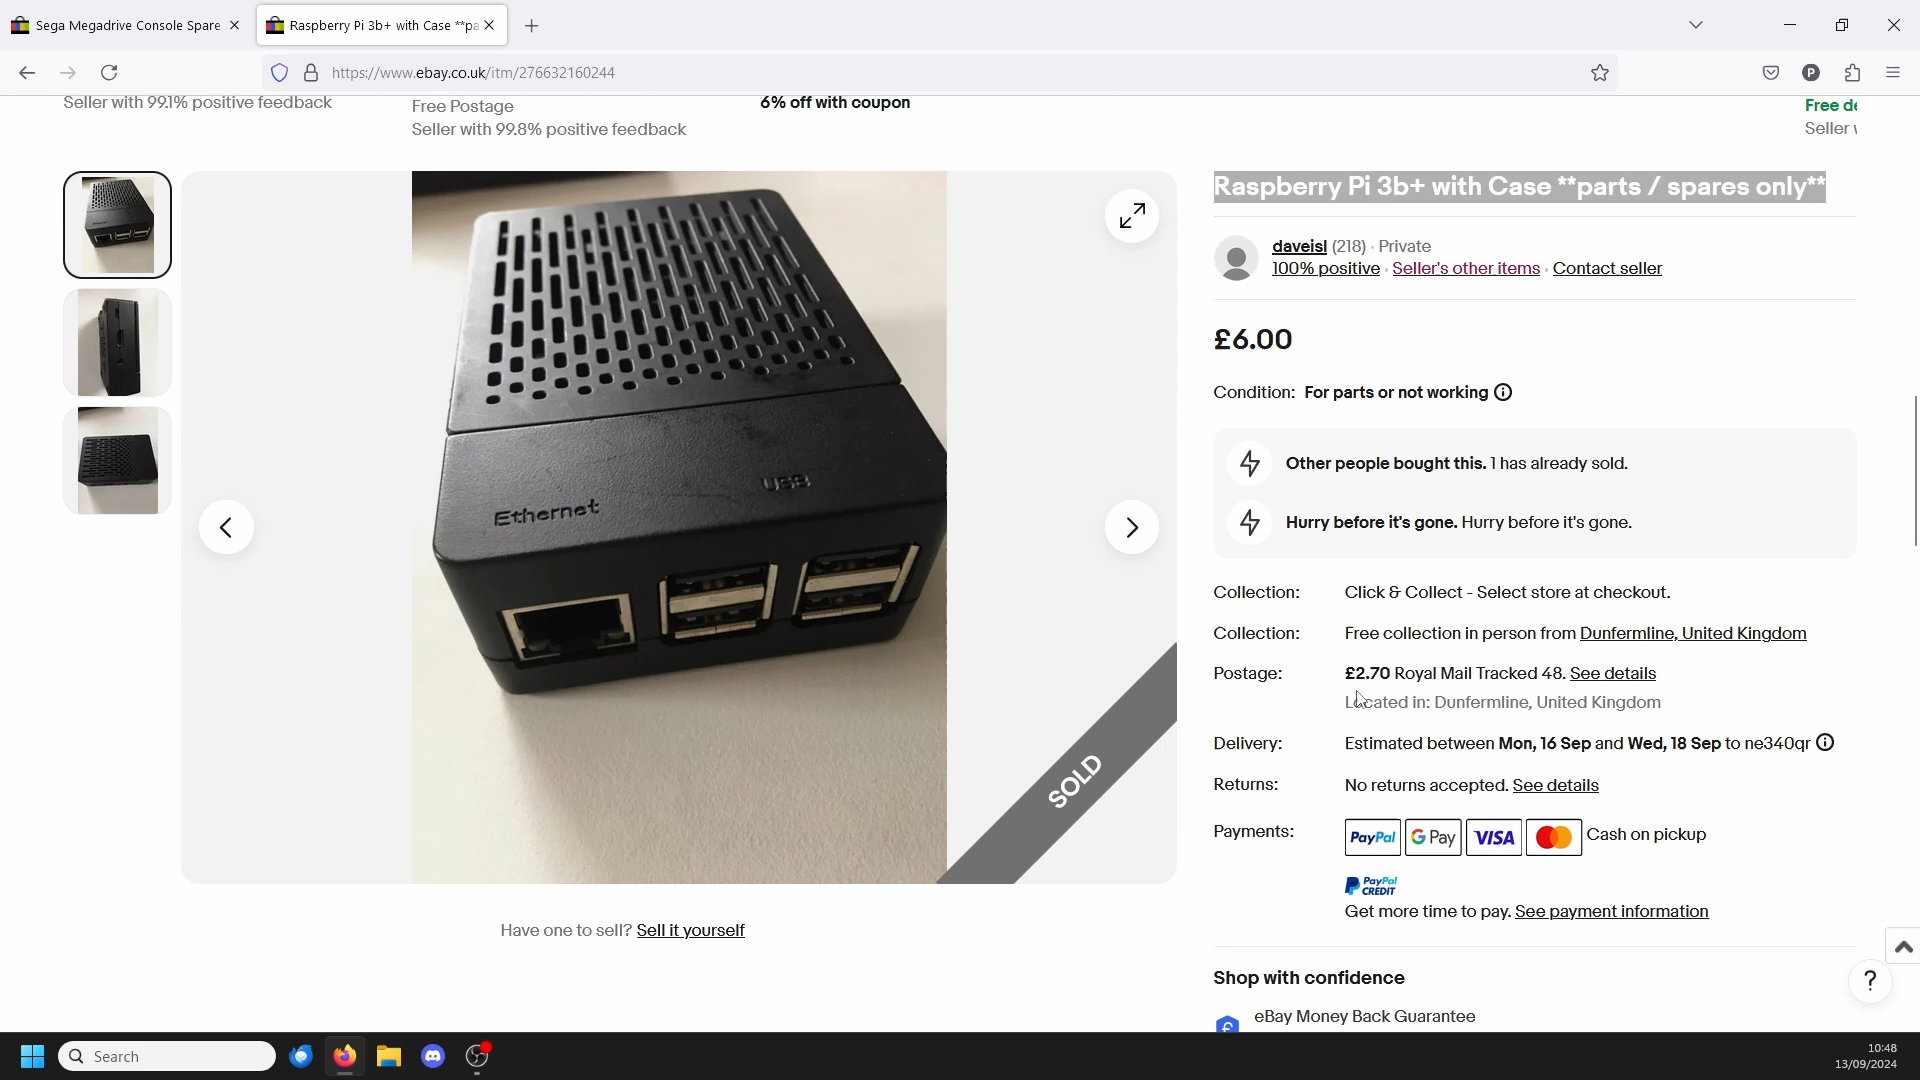 Sega Megadrive Console Spare
Raspberry Pi 3b+ with Case **pa
https://www.ebay.co.uk/itm/276632160244
P
Seller with 99.1% positive feedback
Free Postage
Seller with 99.8% positive feedback
6% off with coupon
Free de
Seller
Raspberry Pi 3b+ with Case **parts / spares only**
daveisl (218) · Private
100% positive · Seller's other items · Contact seller
£6.00
Condition: For parts or not working
Other people bought this. 1 has already sold.
Hurry before it's gone. Hurry before it's gone.
Collection: Click & Collect - Select store at checkout.
Collection: Free collection in person from Dunfermline, United Kingdom
Postage: £2.70 Royal Mail Tracked 48. See details
Located in: Dunfermline, United Kingdom
Delivery: Estimated between Mon, 16 Sep and Wed, 18 Sep to ne340qr
Returns: No returns accepted. See details
Payments: PayPal G Pay VISA Cash on pickup
PayPal CREDIT
Get more time to pay. See payment information
Shop with confidence
eBay Money Back Guarantee
Ethernet
USB
SOLD
Have one to sell? Sell it yourself
?
Search
10:48
13/09/2024